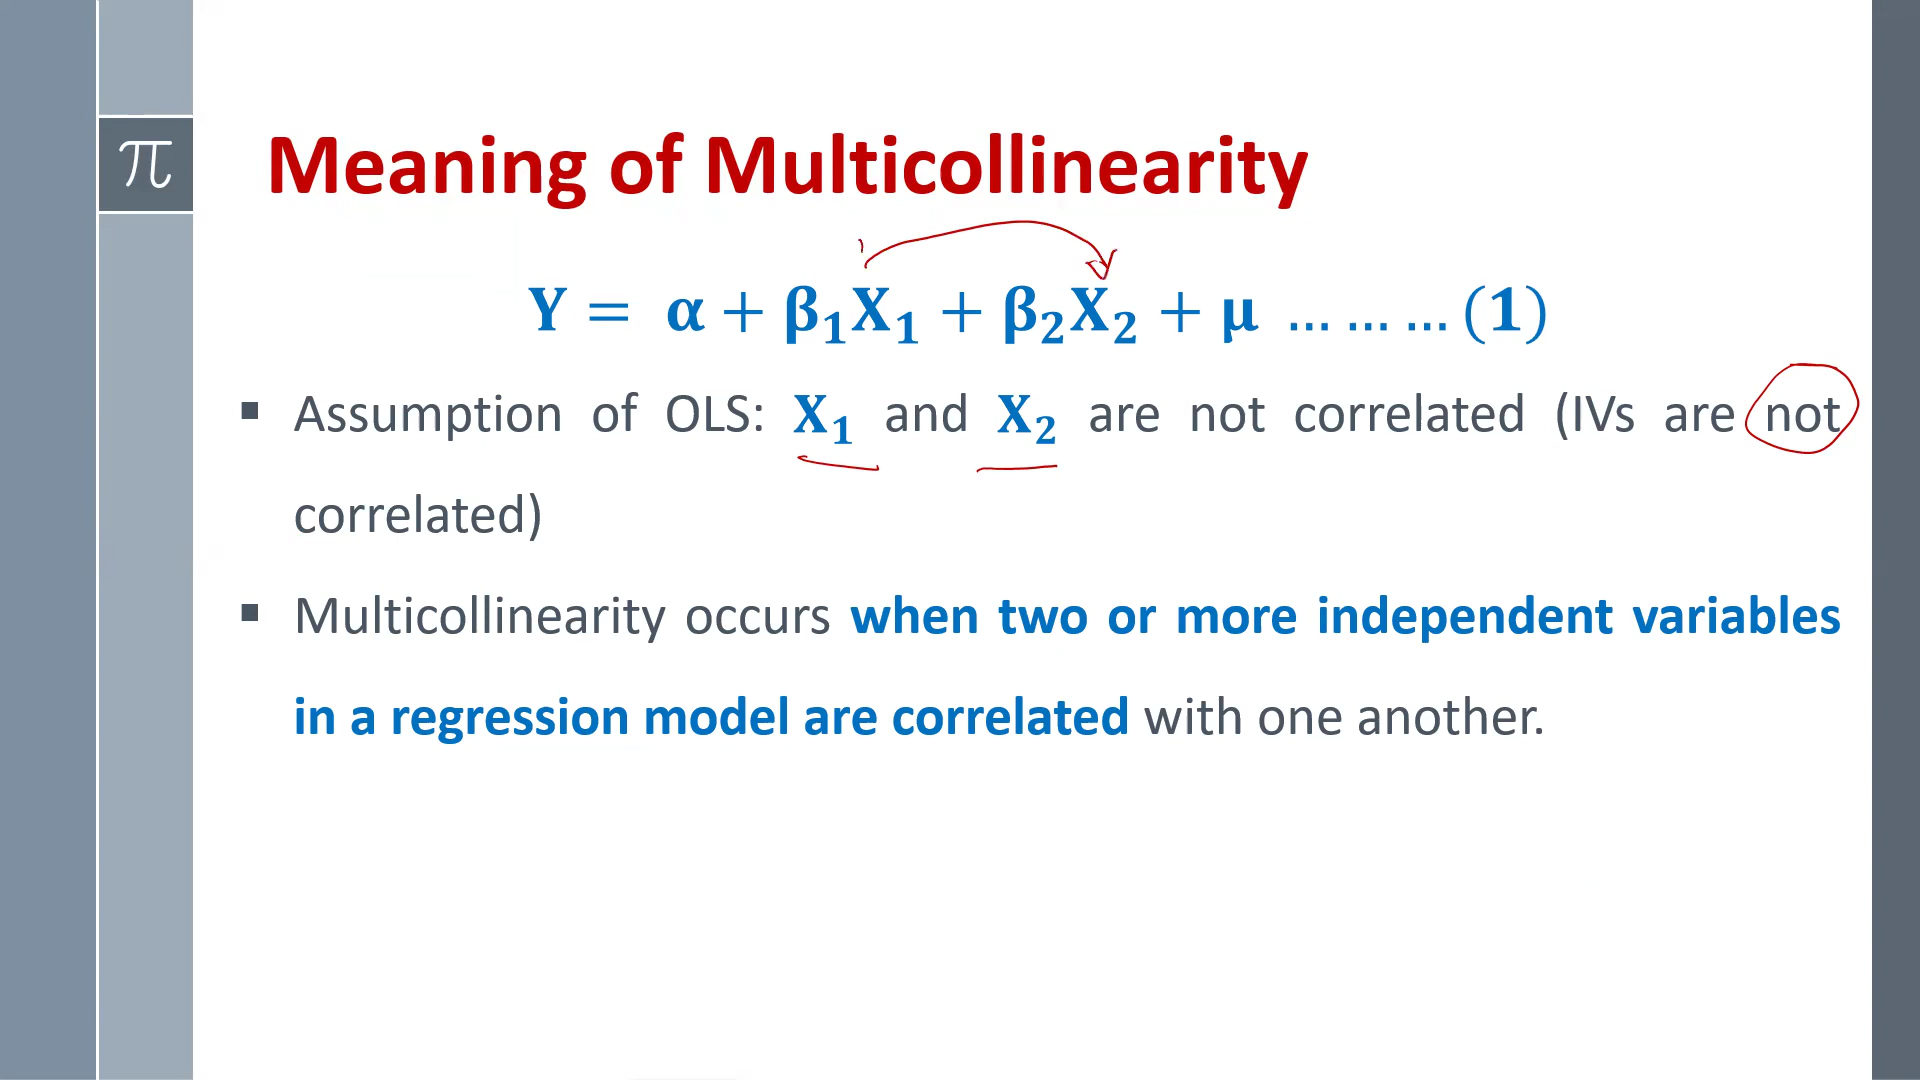 π
Meaning of Multicollinearity
Y = α + β₁X₁ + β₂X₂ + μ ... ... ... (1)
▪ Assumption of OLS: X₁ and X₂ are not correlated (IVs are not
correlated)
▪ Multicollinearity occurs when two or more independent variables
in a regression model are correlated with one another.